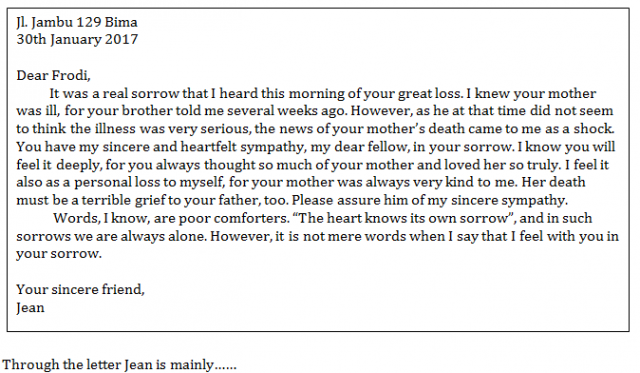 Jl. Jambu 129 Bima
30th January 2017
Dear Frodi,
It was a real sorrow that I heard this morning of your great loss. I knew your mother
was ill, for your brother told me several weeks ago. However, as he at that time did not seem
to think the illness was very serious, the news of your mother's death came to me as a shock.
You have my sincere and heartfelt sympathy, my dear fellow, in your sorrow. I know you will
feel it deeply, for you always thought so much of your mother and loved her so truly. I feel it
also as a personal loss to myself, for your mother was always very kind to me. Her death
must be a terrible grief to your father, too. Please assure him of my sincere sympathy.
Words, I know, are poor comforters. “The heart knows its own sorrow”, and in such
sorrows we are always alone. However, it is not mere words when I say that I feel with you in
your sorrow.
Your sincere friend,
Jean
Through the letter Jean is mainly......